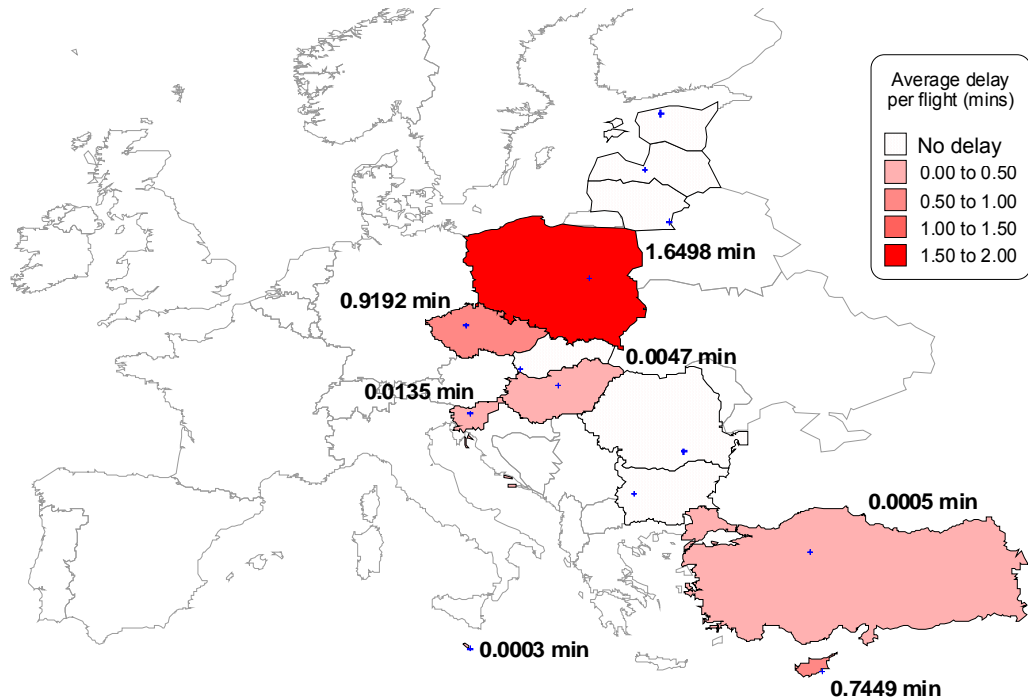 Average delay
per flight (mins)
No delay
0.00 to 0.50
0.50 to 1.00
1.00 to 1.50
1.50 to 2.00
1.6498 min
0.9192 min
0.0047 min
0.0135 min
0.0005 min
0.0003 min
0.7449 min